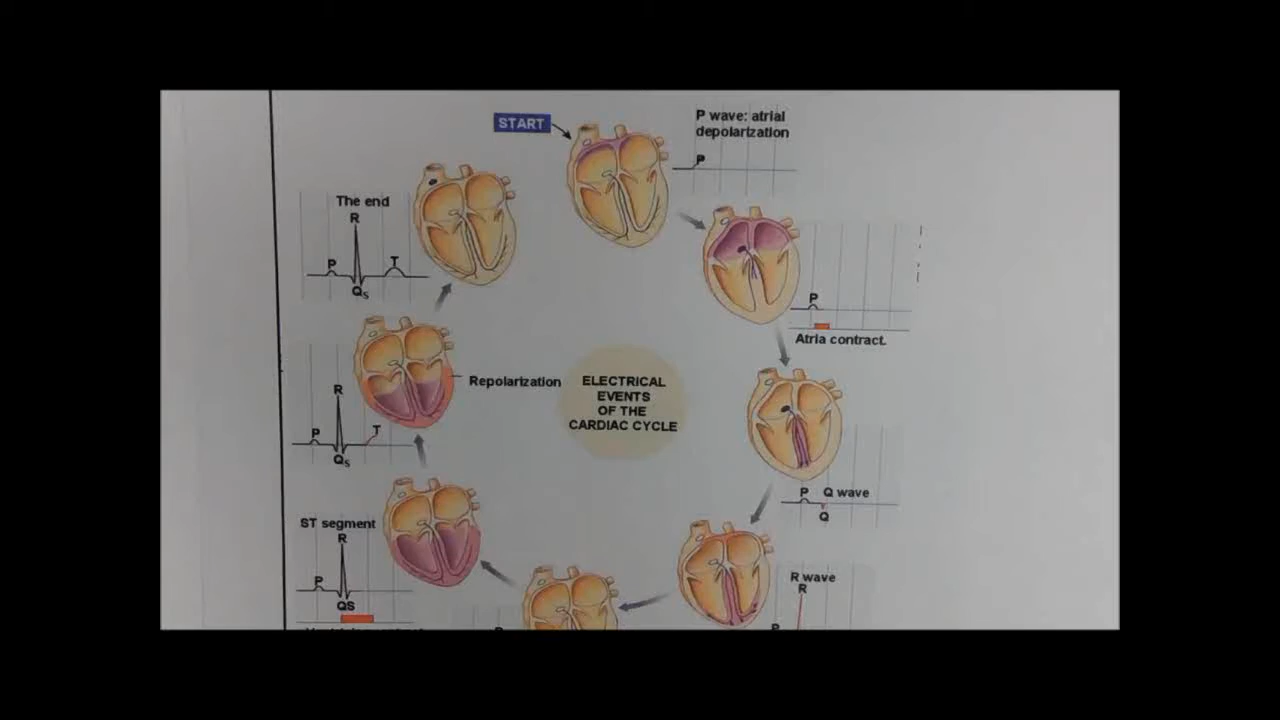 START
P wave: atrial
depolarization
P
P
Atria contract.
P Q wave
Q
R wave
R
P
ST segment
R
P
QS
Repolarization
R
P
T
QS
The end
R
P
T
QS
ELECTRICAL
EVENTS
OF THE
CARDIAC CYCLE